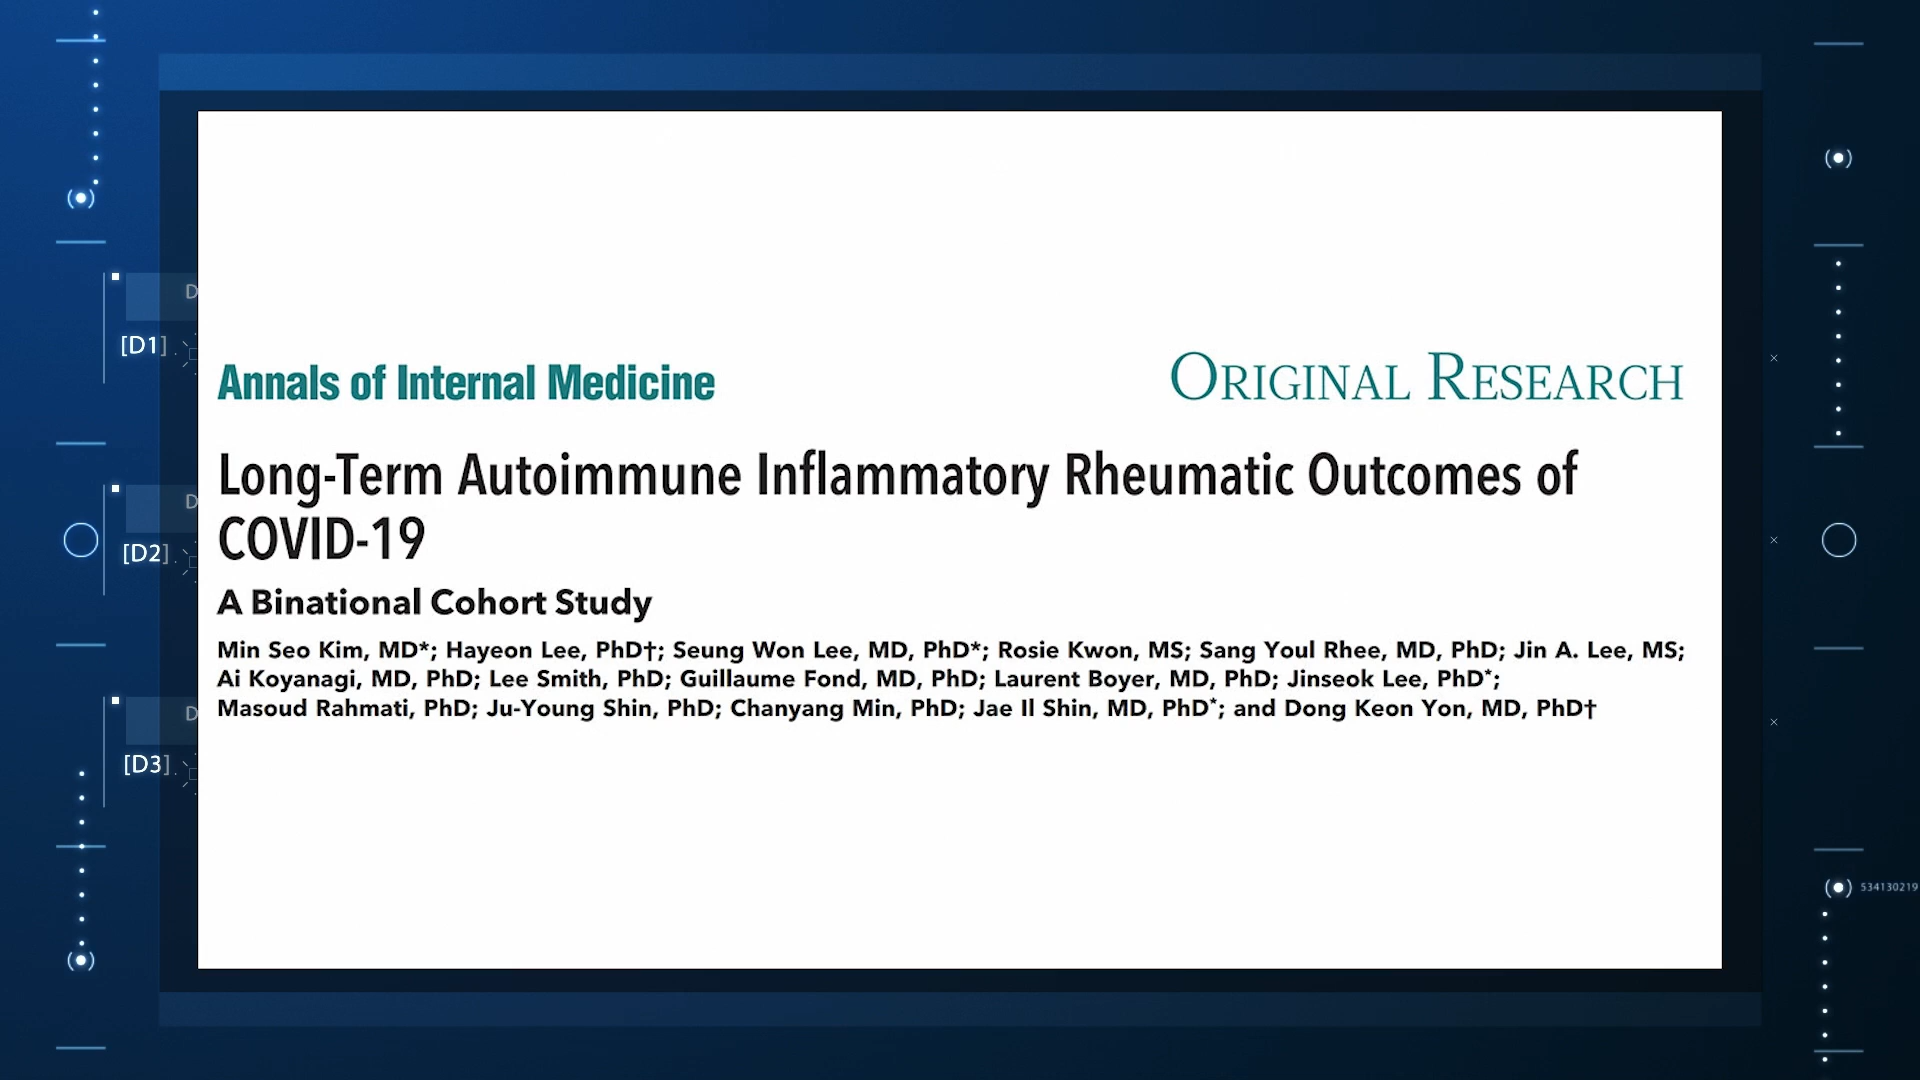 Annals of Internal Medicine
ORIGINAL RESEARCH
Long-Term Autoimmune Inflammatory Rheumatic Outcomes of
COVID-19
A Binational Cohort Study
Min Seo Kim, MD*; Hayeon Lee, PhD†; Seung Won Lee, MD, PhD*; Rosie Kwon, MS; Sang Youl Rhee, MD, PhD; Jin A. Lee, MS;
Ai Koyanagi, MD, PhD; Lee Smith, PhD; Guillaume Fond, MD, PhD; Laurent Boyer, MD, PhD; Jinseok Lee, PhD*;
Masoud Rahmati, PhD; Ju-Young Shin, PhD; Chanyang Min, PhD; Jae Il Shin, MD, PhD*; and Dong Keon Yon, MD, PhD†
D
[D1]
D
[D2]
D
[D3]
534130219